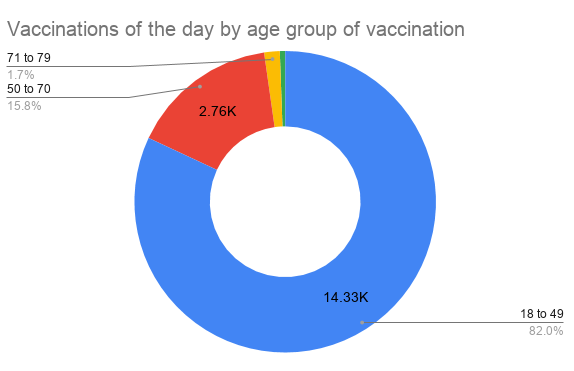 Vaccinations of the day by age group of vaccination
71 to 79
1.7%
50 to 70
15.8%
2.76K
14.33K
18 to 49
82.0%